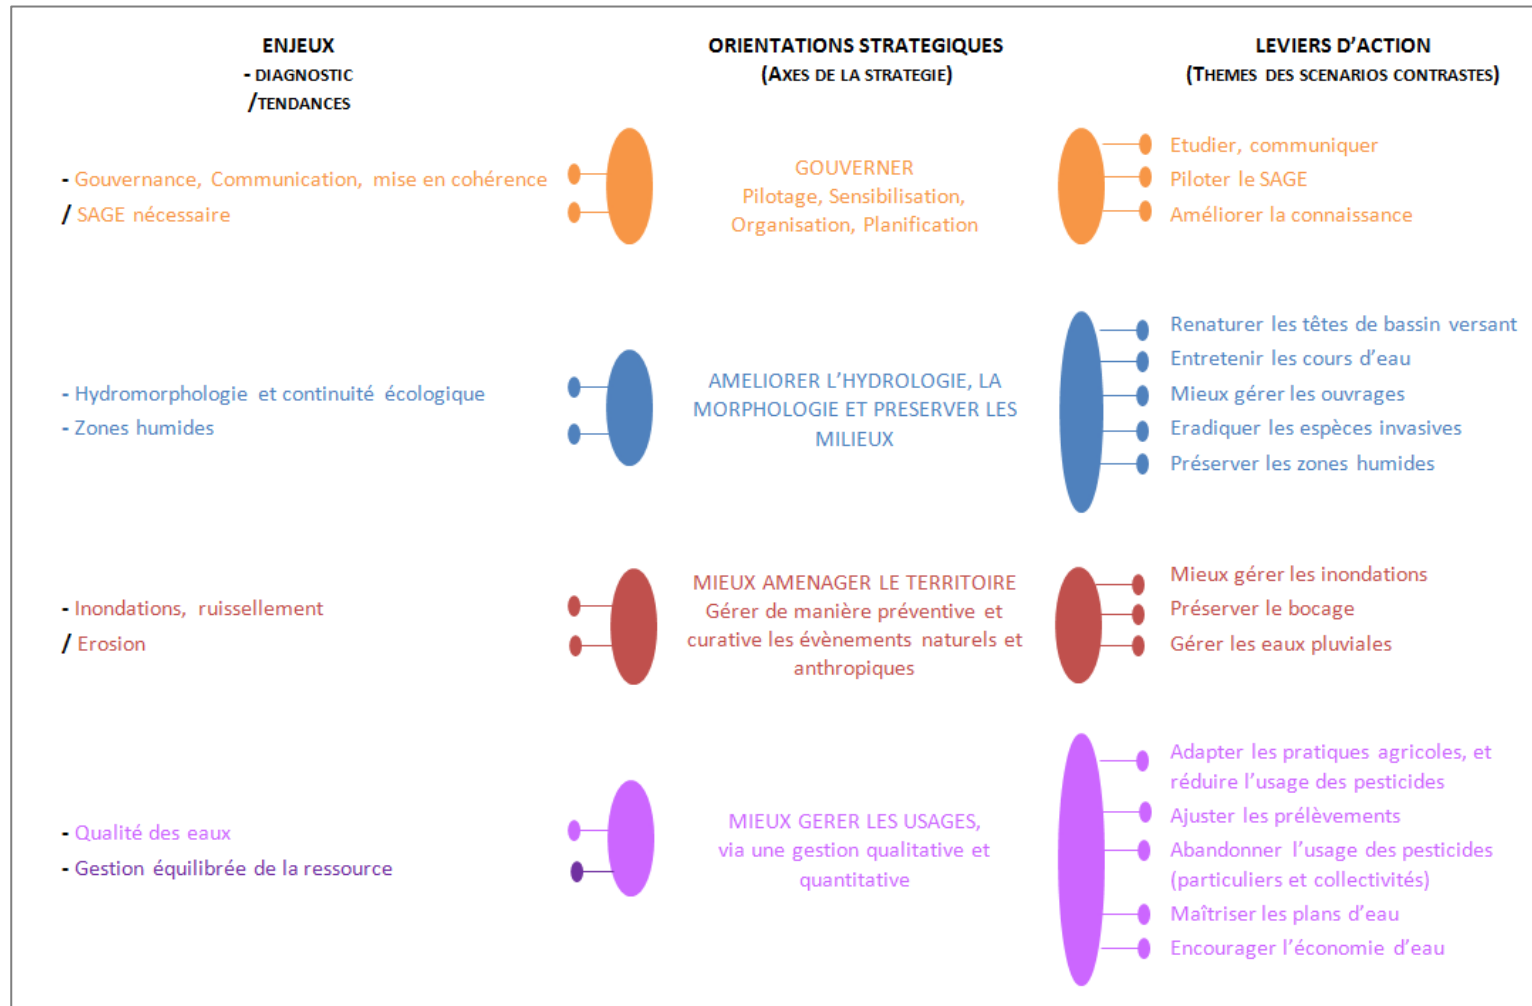 ENJEUX
- DIAGNOSTIC
/TENDANCES
ORIENTATIONS STRATEGIQUES
(AXES DE LA STRATEGIE)
LEVIERS D’ACTION
(THEMES DES SCENARIOS CONTRASTES)
- Gouvernance, Communication, mise en cohérence
/ SAGE nécessaire
GOUVERNER
Pilotage, Sensibilisation,
Organisation, Planification
Etudier, communiquer
Piloter le SAGE
Améliorer la connaissance
- Hydromorphologie et continuité écologique
- Zones humides
AMELIORER L’HYDROLOGIE, LA
MORPHOLOGIE ET PRESERVER LES
MILIEUX
Renaturer les têtes de bassin versant
Entretenir les cours d’eau
Mieux gérer les ouvrages
Eradiquer les espèces invasives
Préserver les zones humides
- Inondations, ruissellement
/ Erosion
MIEUX AMENAGER LE TERRITOIRE
Gérer de manière préventive et
curative les évènements naturels et
anthropiques
Mieux gérer les inondations
Préserver le bocage
Gérer les eaux pluviales
- Qualité des eaux
- Gestion équilibrée de la ressource
MIEUX GERER LES USAGES,
via une gestion qualitative et
quantitative
Adapter les pratiques agricoles, et
réduire l’usage des pesticides
Ajuster les prélèvements
Abandonner l’usage des pesticides
(particuliers et collectivités)
Maîtriser les plans d’eau
Encourager l’économie d’eau